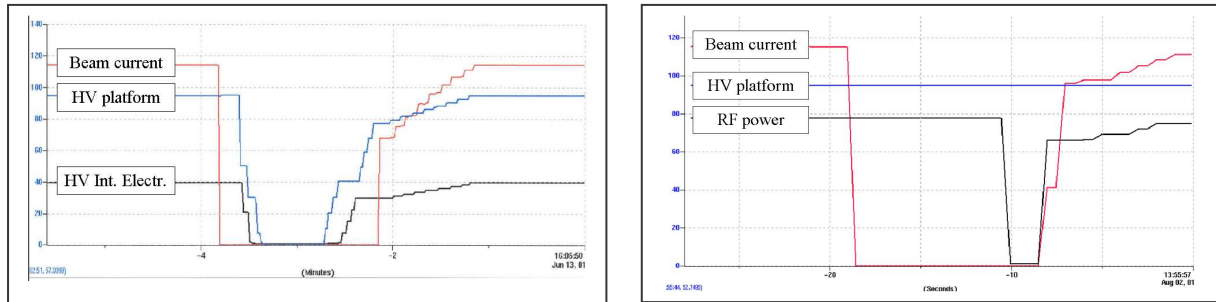 140
120
100
80
60
40
20
0
Beam current
HV platform
HV Int. Electr.
-4
-2
16:05:50
Jun 13, 01
(Minutes)
120
100
80
60
40
20
0
Beam current
HV platform
RF power
-20
-10
13:55:57
Aug 02, 01
(Seconds)